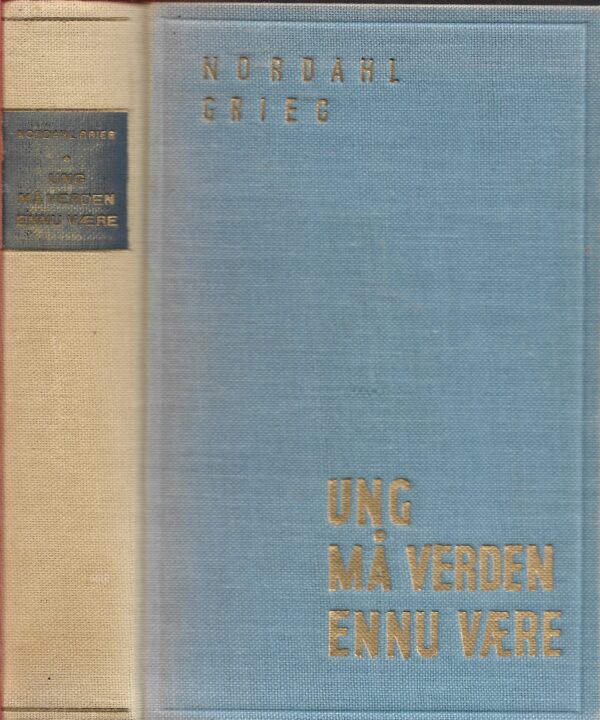 NORDAHL GRIEG
UNG
MÅ VERDEN
ENNU VÆRE
NORDAHL
GRIEG
UNG
MÅ VERDEN
ENNU VÆRE